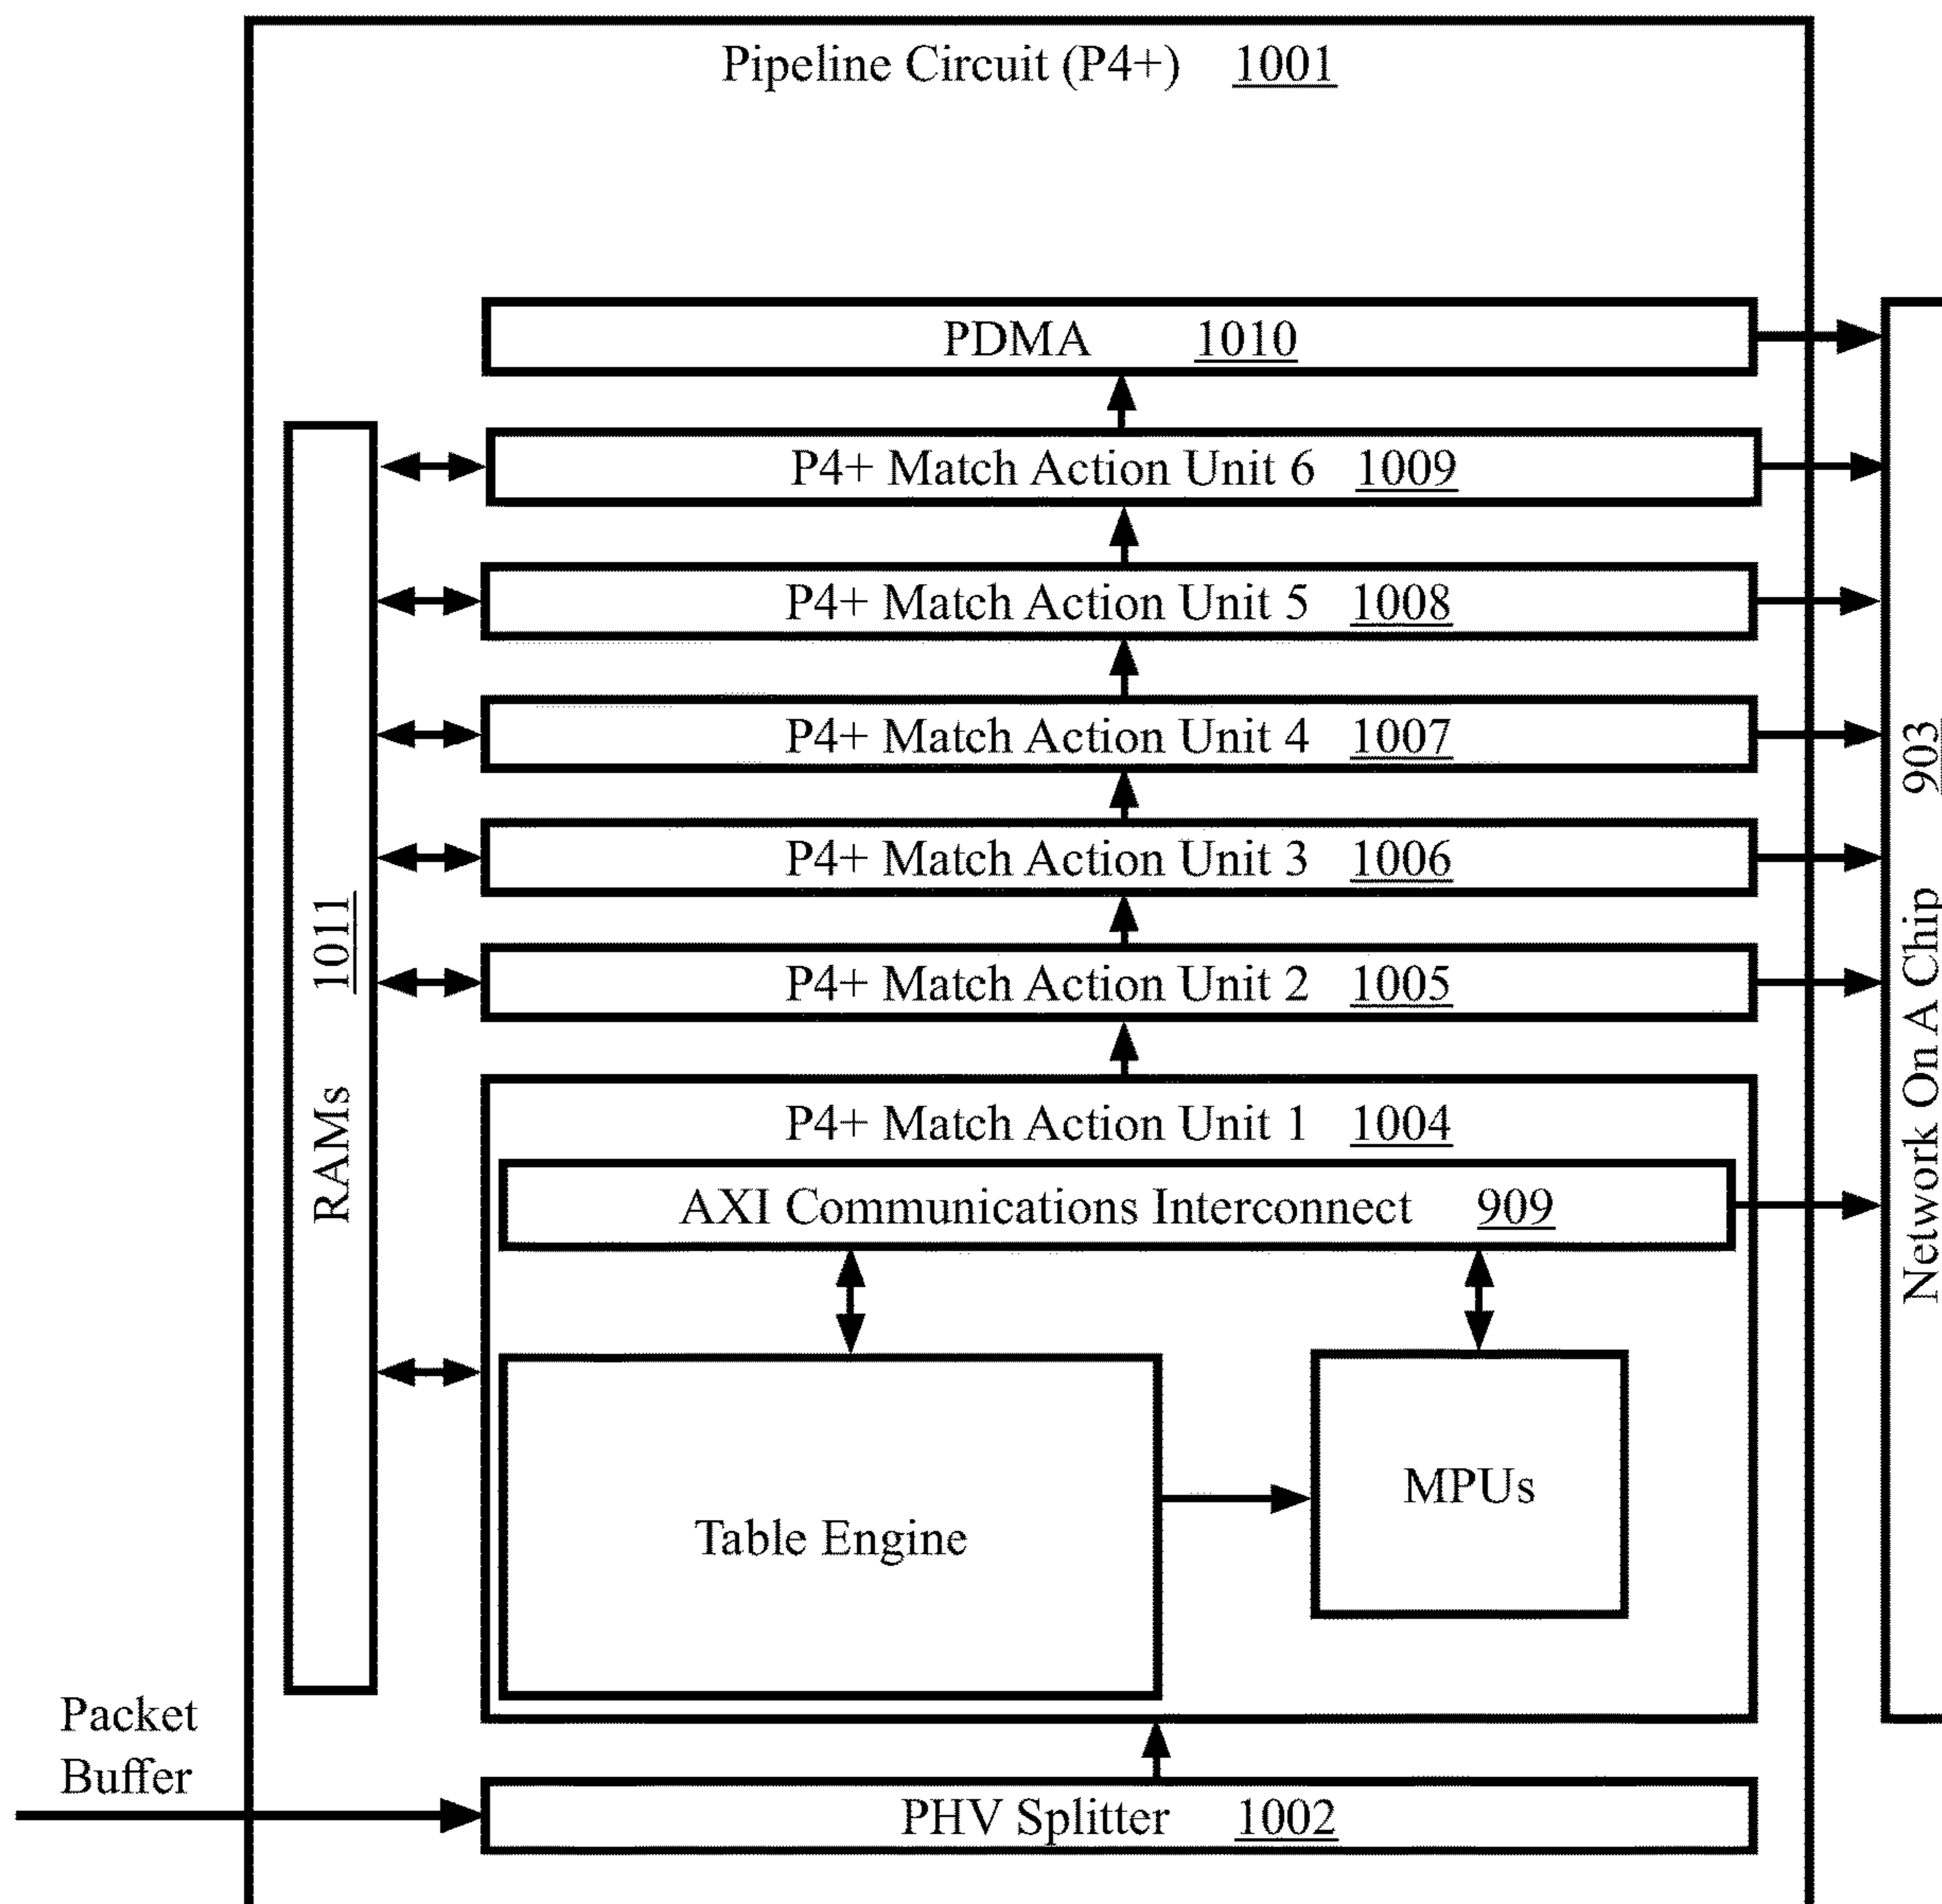 Pipeline Circuit (P4+) 1001
PDMA 1010
P4+ Match Action Unit 6 1009
P4+ Match Action Unit 5 1008
P4+ Match Action Unit 4 1007
P4+ Match Action Unit 3 1006
P4+ Match Action Unit 2 1005
P4+ Match Action Unit 1 1004
AXI Communications Interconnect 909
Table Engine
MPUs
RAMs 1011
Network On A Chip 903
Packet
Buffer
PHV Splitter 1002